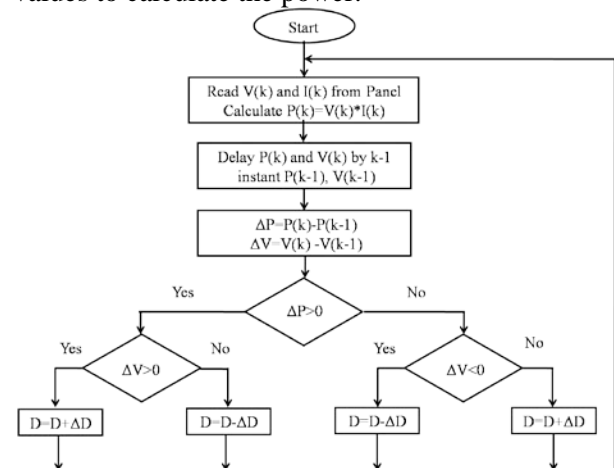 values to calculate the power.
Start
Read V(k) and I(k) from Panel
Calculate P(k)=V(k)*I(k)
Delay P(k) and V(k) by k-1
instant P(k-1), V(k-1)
ΔP=P(k)-P(k-1)
ΔV=V(k) -V(k-1)
Yes
No
ΔP>0
Yes
No
Yes
No
ΔV>0
ΔV<0
D=D+ΔD
D=D-ΔD
D=D-ΔD
D=D+ΔD